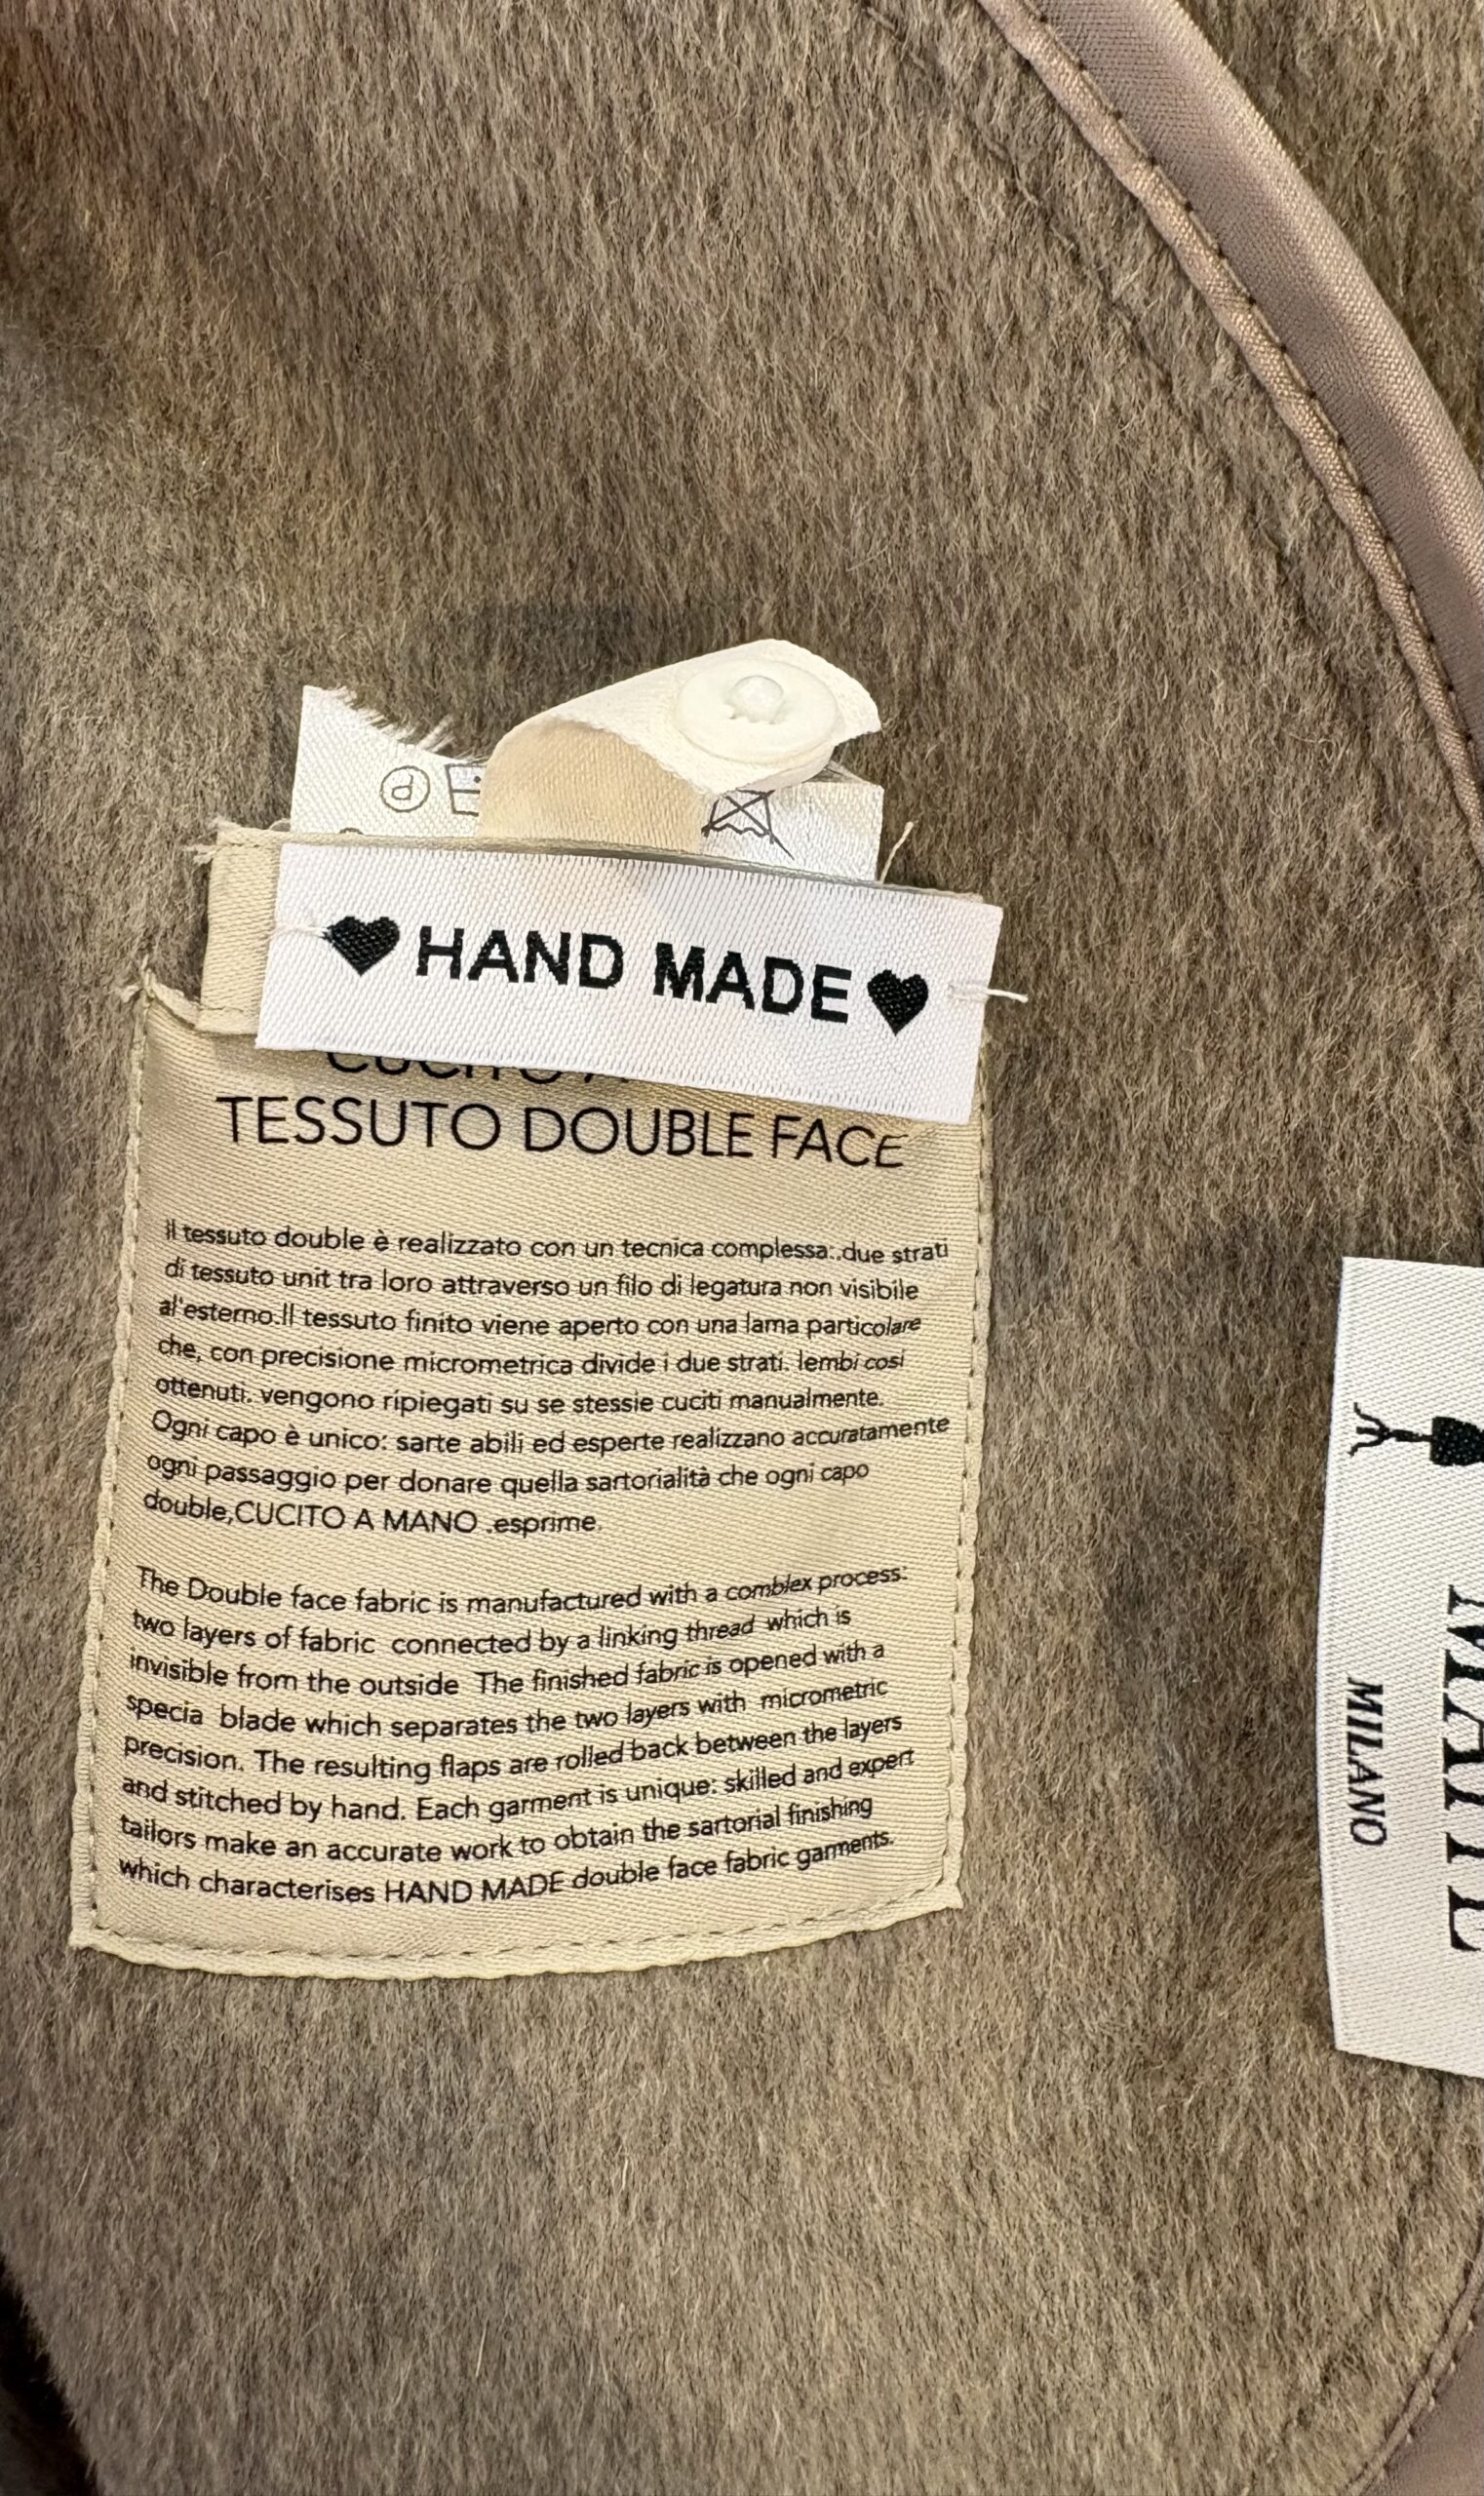 HAND MADE
TESSUTO DOUBLE FACE
Il tessuto double è realizzato con un tecnica complessa:.due strati
di tessuto unit tra loro attraverso un filo di legatura non visibile
al'esterno.Il tessuto finito viene aperto con una lama particolare
che, con precisione micrometrica divide i due strati. lembi cosi
ottenuti. vengono ripiegati su se stessie cuciti manualmente.
Ogni capo è unico: sarte abili ed esperte realizzano accuratamente
ogni passaggio per donare quella sartorialità che ogni capo
double,CUCITO A MANO .esprime.
The Double face fabric is manufactured with a comblex process:
two layers of fabric connected by a linking thread which is
invisible from the outside The finished fabric is opened with a
specia blade which separates the two layers with micrometric
precision. The resulting flaps are rolled back between the layers
and stitched by hand. Each garment is unique: skilled and expert
tailors make an accurate work to obtain the sartorial finishing
which characterises HAND MADE double face fabric garments.
MILANO